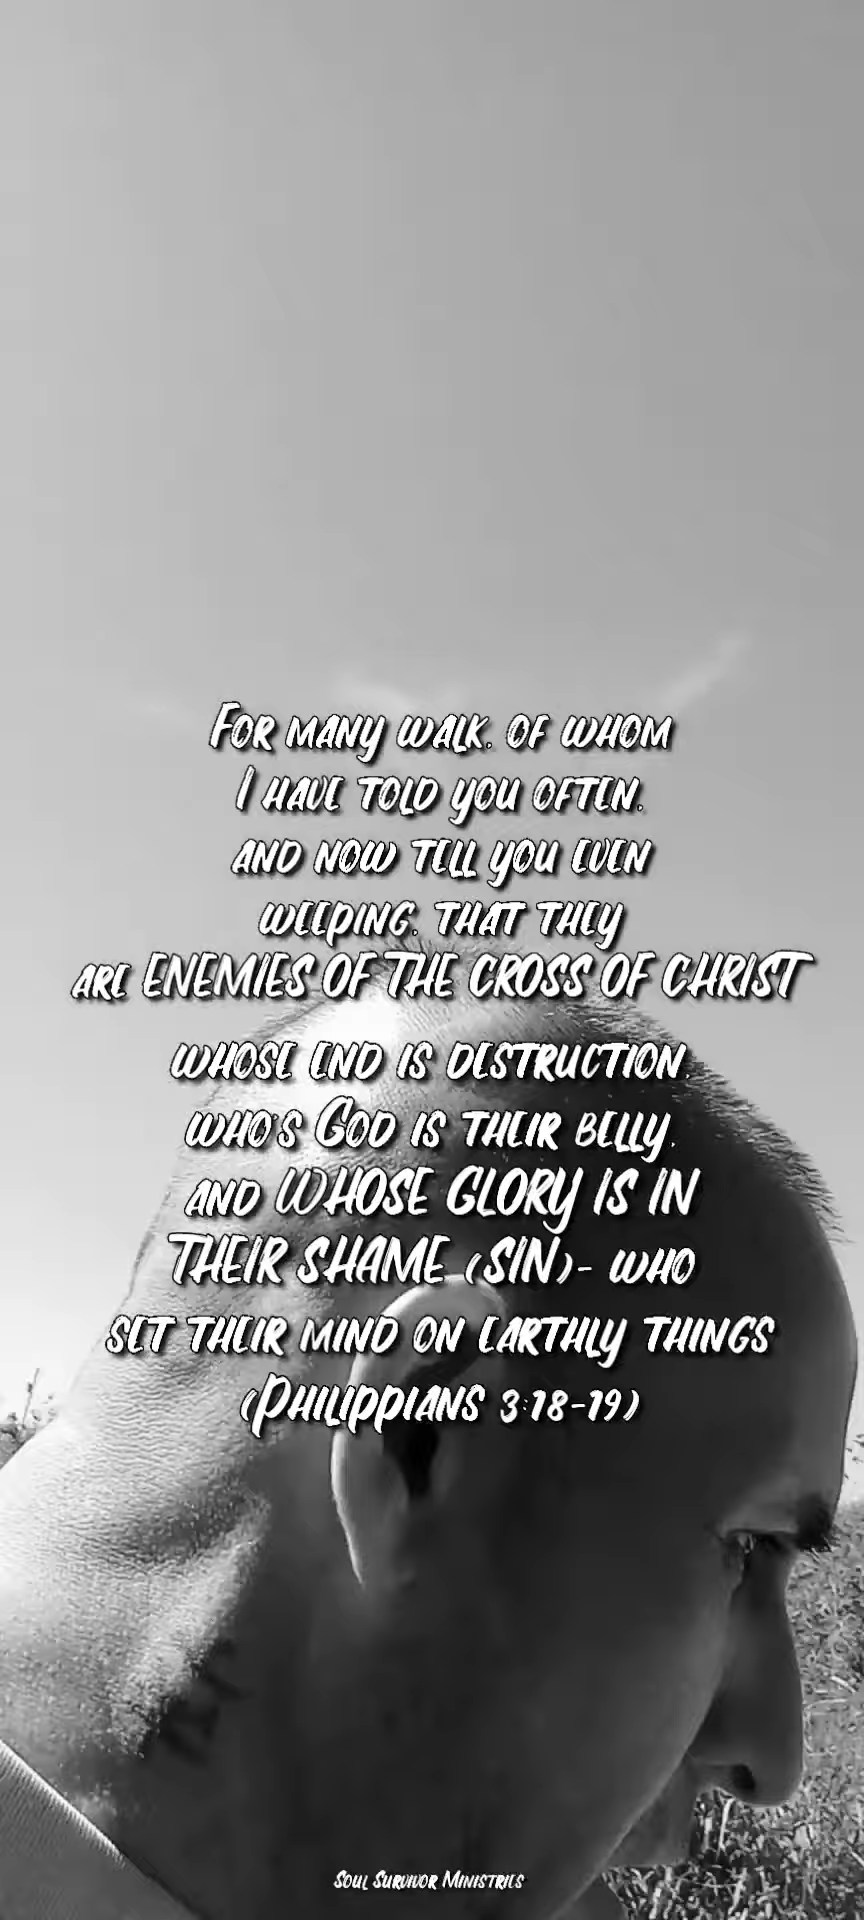 For many walk, of whom
I have told you often,
and now tell you even
weeping, that they
are ENEMIES OF THE CROSS OF CHRIST
whose end is destruction,
who's God is their belly,
and WHOSE GLORY IS IN
THEIR SHAME (SIN)- who
set their mind on earthly things
(Philippians 3:18-19)
Soul Survivor Ministries